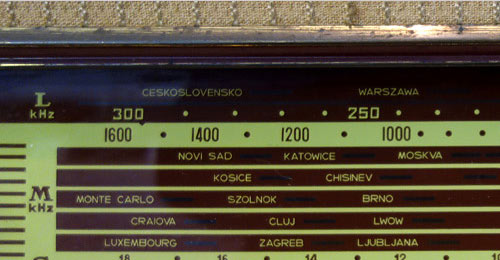 CESKOSLOVENSKO WARSZAWA
L kHz 300 250
1600 1400 1200 1000
NOVI SAD KATOWICE MOSKVA
KOSICE CHISINEV
M kHz
MONTE CARLO SZOLNOK BRNO
CRAIOVA CLUJ LWOW
LUXEMBOURG ZAGREB LJUBLJANA
18 16 14 12 10